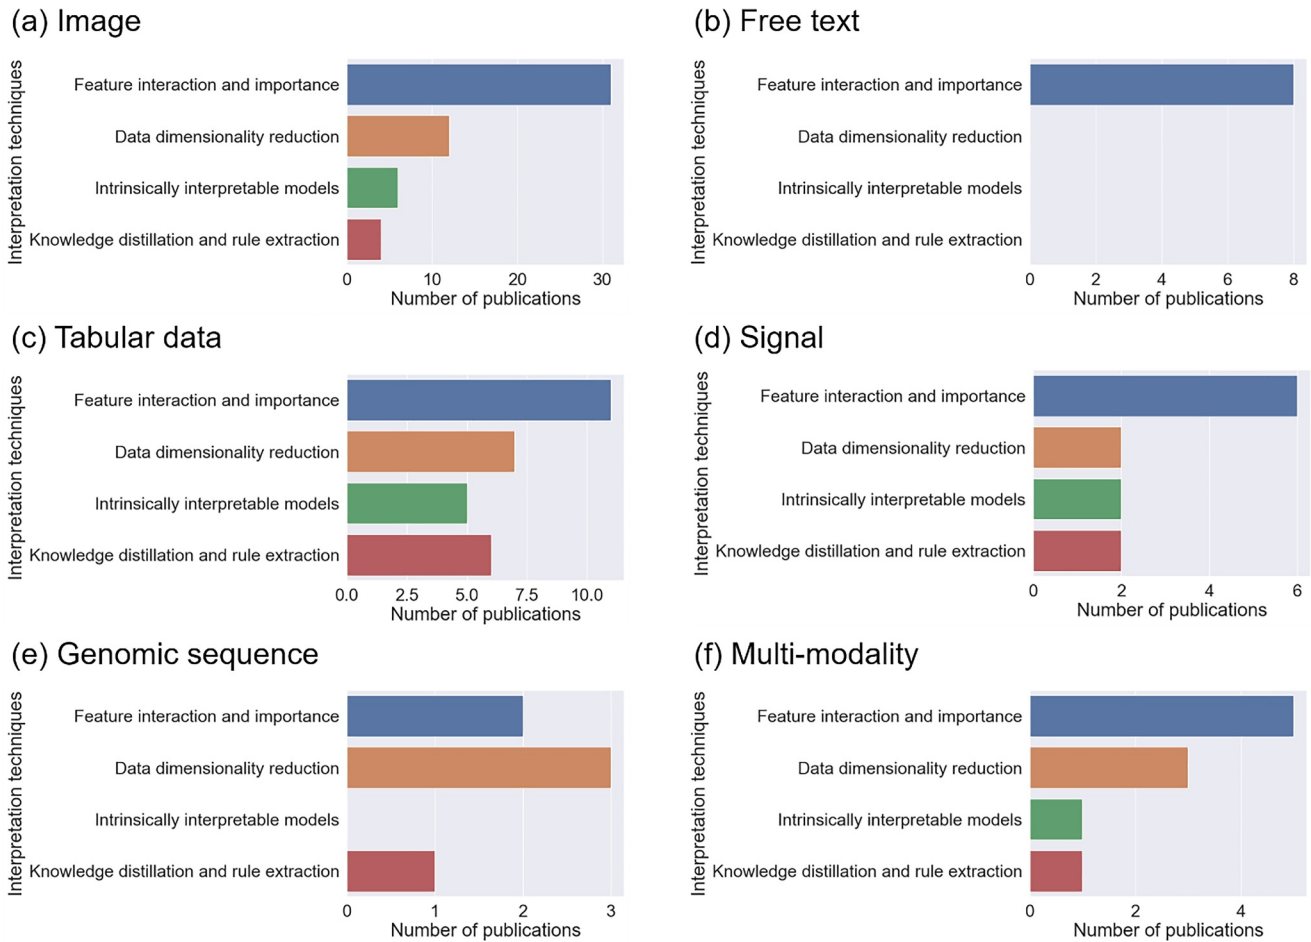 (a) Image
Interpretation techniques
Feature interaction and importance
Data dimensionality reduction
Intrinsically interpretable models
Knowledge distillation and rule extraction
0 10 20 30
Number of publications
(b) Free text
Interpretation techniques
Feature interaction and importance
Data dimensionality reduction
Intrinsically interpretable models
Knowledge distillation and rule extraction
0 2 4 6 8
Number of publications
(c) Tabular data
Interpretation techniques
Feature interaction and importance
Data dimensionality reduction
Intrinsically interpretable models
Knowledge distillation and rule extraction
0.0 2.5 5.0 7.5 10.0
Number of publications
(d) Signal
Interpretation techniques
Feature interaction and importance
Data dimensionality reduction
Intrinsically interpretable models
Knowledge distillation and rule extraction
0 2 4 6
Number of publications
(e) Genomic sequence
Interpretation techniques
Feature interaction and importance
Data dimensionality reduction
Intrinsically interpretable models
Knowledge distillation and rule extraction
0 1 2 3
Number of publications
(f) Multi-modality
Interpretation techniques
Feature interaction and importance
Data dimensionality reduction
Intrinsically interpretable models
Knowledge distillation and rule extraction
0 2 4
Number of publications